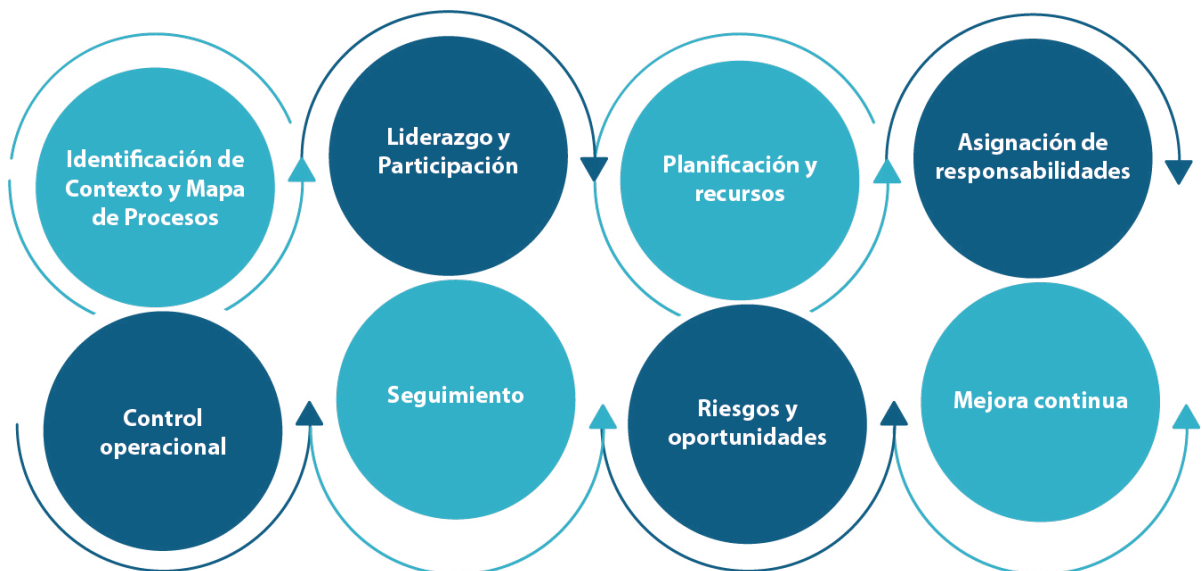 Identificación de
Contexto y Mapa
de Procesos
Liderazgo y
Participación
Planificación y
recursos
Asignación de
responsabilidades
Control
operacional
Seguimiento
Riesgos y
oportunidades
Mejora continua